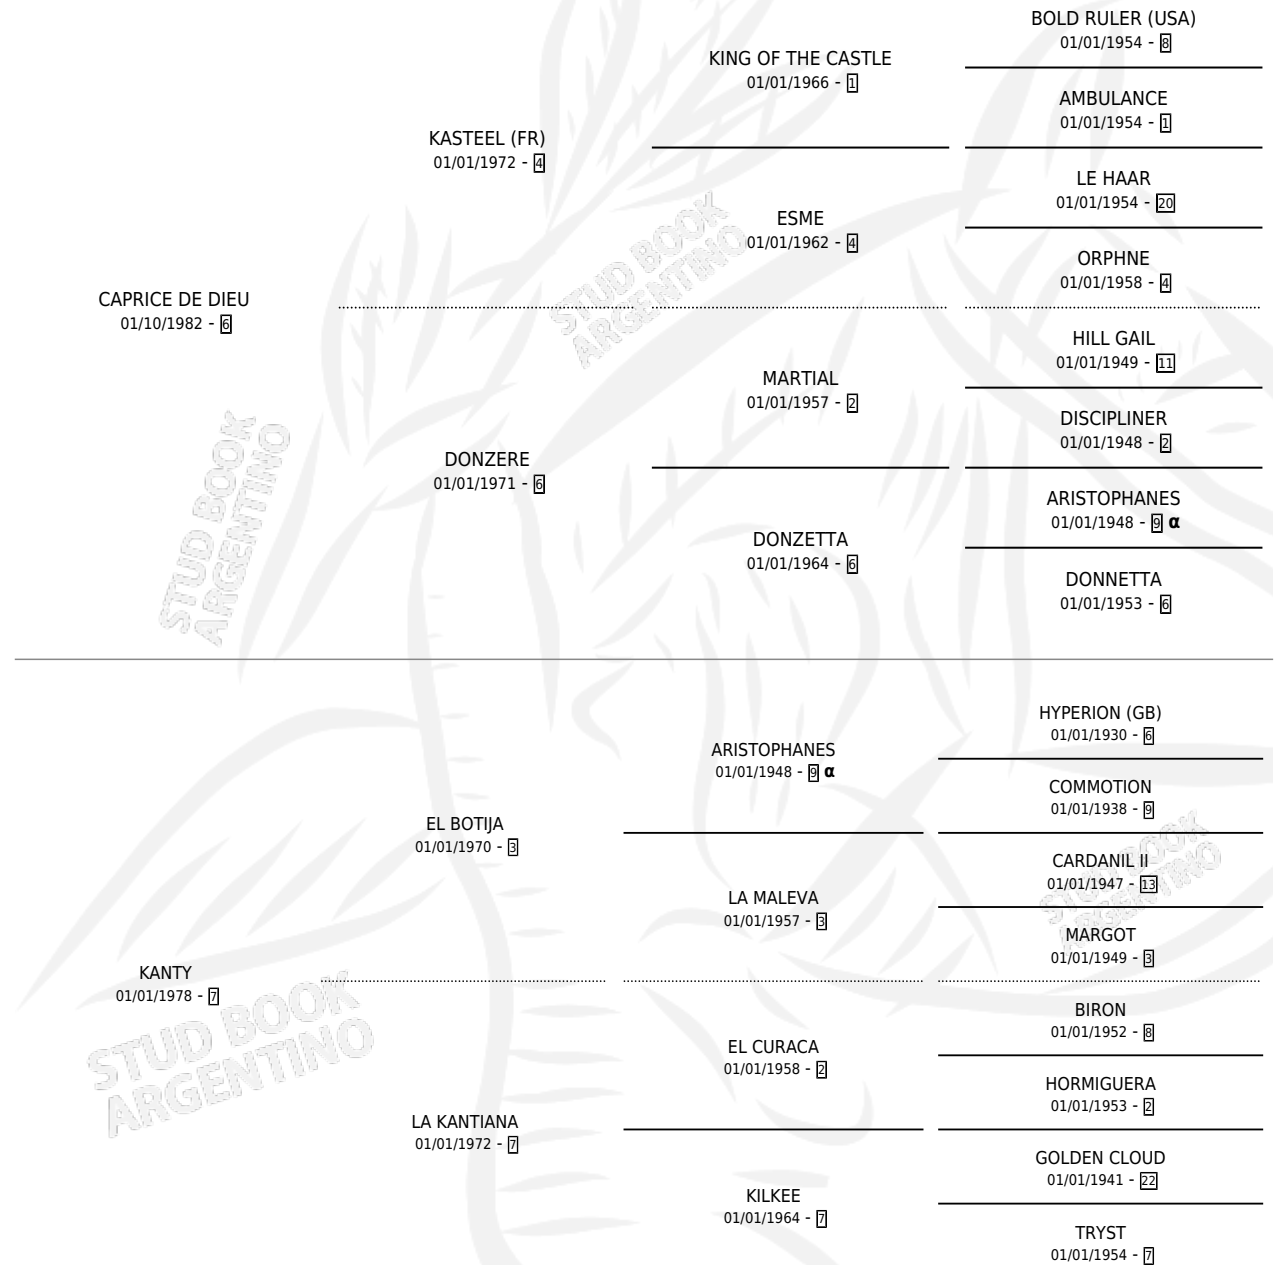 BOLD RULER (USA)
01/01/1954 - 8
KING OF THE CASTLE
01/01/1966 - 1
AMBULANCE
01/01/1954 - 1
KASTEEL (FR)
01/01/1972 - 4
LE HAAR
01/01/1954 - 20
ESME
01/01/1962 - 4
ORPHNE
01/01/1958 - 4
CAPRICE DE DIEU
01/10/1982 - 6
HILL GAIL
01/01/1949 - 11
MARTIAL
01/01/1957 - 2
DISCIPLINER
01/01/1948 - 2
DONZERE
01/01/1971 - 6
ARISTOPHANES
01/01/1948 - 9 α
DONZETTA
01/01/1964 - 6
DONNETTA
01/01/1953 - 6
HYPERION (GB)
01/01/1930 - 6
ARISTOPHANES
01/01/1948 - 9 α
COMMOTION
01/01/1938 - 9
EL BOTIJA
01/01/1970 - 3
CARDANIL II
01/01/1947 - 13
LA MALEVA
01/01/1957 - 3
MARGOT
01/01/1949 - 3
KANTY
01/01/1978 - 7
BIRON
01/01/1952 - 8
EL CURACA
01/01/1958 - 2
HORMIGUERA
01/01/1953 - 2
LA KANTIANA
01/01/1972 - 7
GOLDEN CLOUD
01/01/1941 - 22
KILKEE
01/01/1964 - 7
TRYST
01/01/1954 - 7
STUD BOOK
ARGENTINO
STUD BOOK
ARGENTINO
STUD BOOK
ARGENTINO
STUD BOOK
ARGENTINO